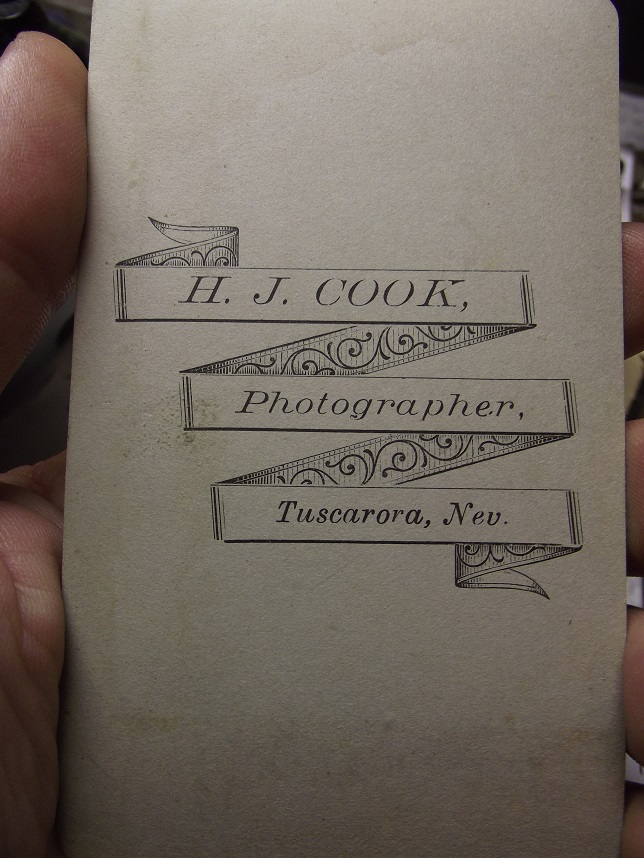 H. J. COOK,
Photographer,
Tuscarora, Nev.